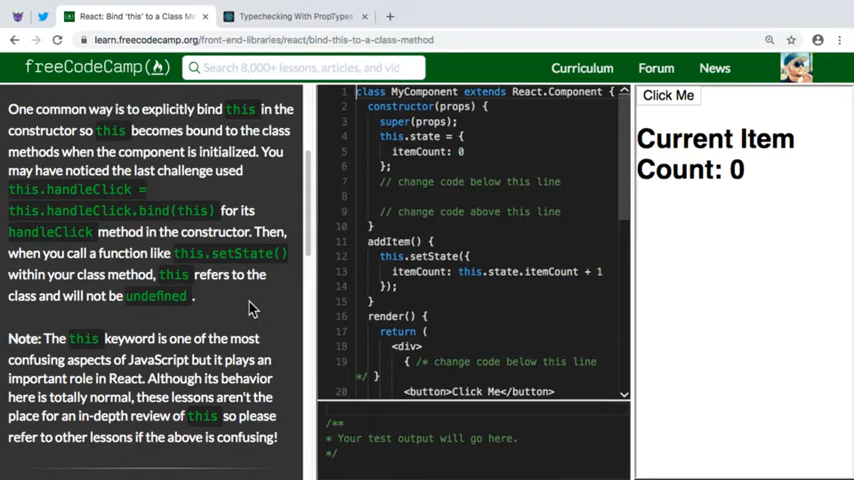 React: Bind 'this' to a Class Me
Typechecking With PropTypes
learn.freecodecamp.org/front-end-libraries/react/bind-this-to-a-class-method
freeCodeCamp
Search 8,000+ lessons, articles, and vid
Curriculum Forum News
One common way is to explicitly bind this in the
constructor so this becomes bound to the class
methods when the component is initialized. You
may have noticed the last challenge used
this.handleClick =
this.handleClick.bind(this) for its
handleClick method in the constructor. Then,
when you call a function like this.setState()
within your class method, this refers to the
class and will not be undefined .
Note: The this keyword is one of the most
confusing aspects of JavaScript but it plays an
important role in React. Although its behavior
here is totally normal, these lessons aren't the
place for an in-depth review of this so please
refer to other lessons if the above is confusing!
1 class MyComponent extends React.Component {
2 constructor(props) {
3 super(props);
4 this.state = {
5 itemCount: 0
6 };
7 // change code below this line
8
9 // change code above this line
10 }
11 addItem() {
12 this.setState({
13 itemCount: this.state.itemCount + 1
14 });
15 }
16 render() {
17 return (
18 <div>
19 { /* change code below this line
*/ }
20 <button>Click Me</button>
/**
* Your test output will go here.
*/
Click Me
Current Item
Count: 0